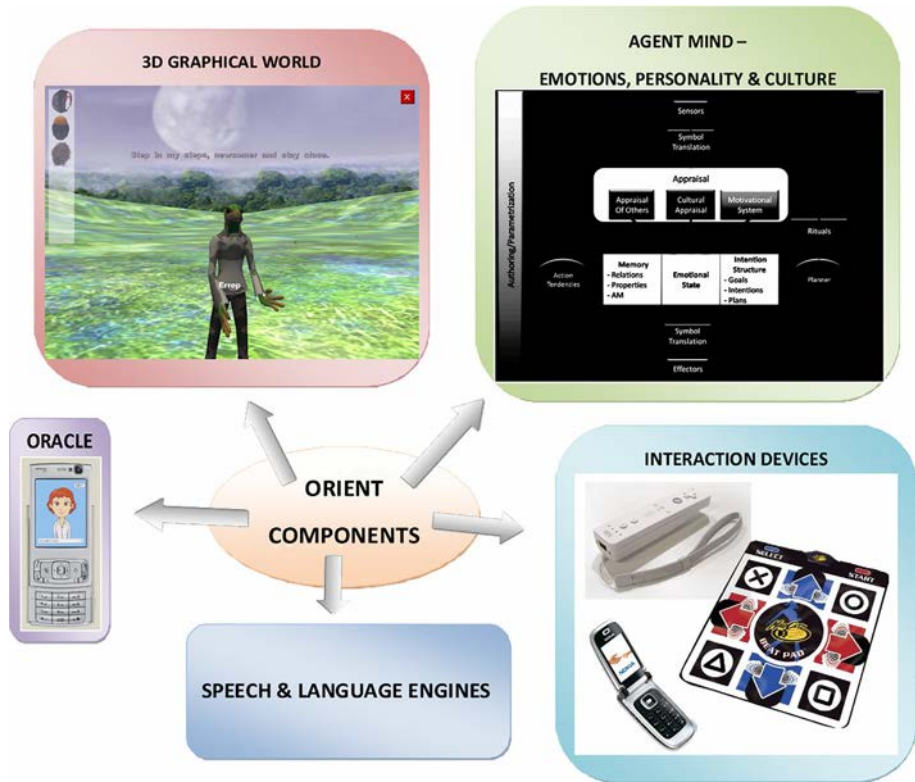 3D GRAPHICAL WORLD
X
Step in my steps, newcomer and stay close.
Errep
AGENT MIND –
EMOTIONS, PERSONALITY & CULTURE
Authoring/Parametrization
Sensors
Symbol
Translation
Appraisal
Appraisal
Of Others
Cultural
Appraisal
Motivational
System
Rituals
Action
Tendencies
Memory
- Relations
- Properties
- AM
Emotional
State
Intention
Structure
- Goals
- Intentions
- Plans
Planner
Symbol
Translation
Effectors
ORACLE
ORIENT
COMPONENTS
SPEECH & LANGUAGE ENGINES
INTERACTION DEVICES
SELECT
START
BEAT PAD
NOKIA